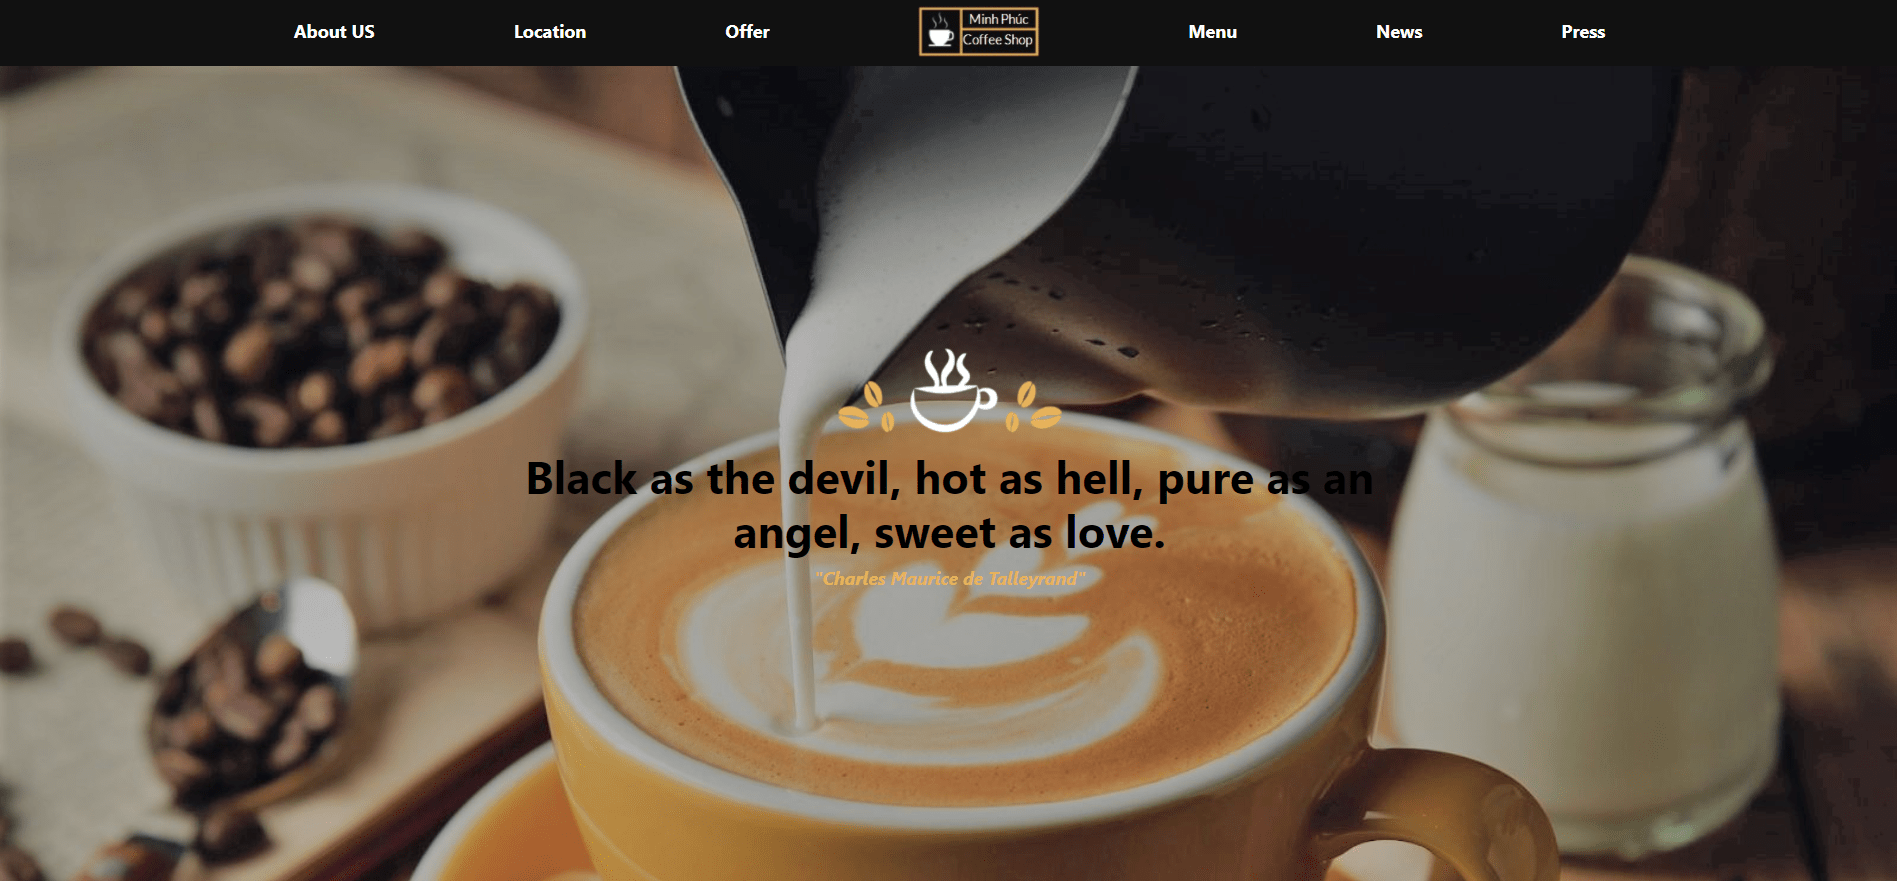 About US
Location
Offer
Minh Phúc
Coffee Shop
Menu
News
Press
Black as the devil, hot as hell, pure as an
angel, sweet as love.
"Charles Maurice de Talleyrand"